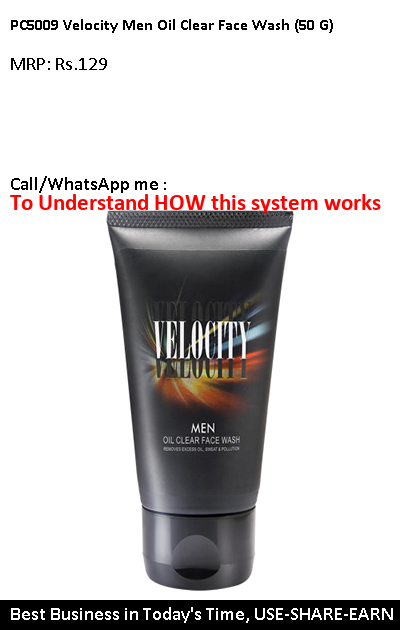 PC5009 Velocity Men Oil Clear Face Wash (50 G)
MRP: Rs.129
Call/WhatsApp me :
To Understand HOW this system works
VELOCITY
VELOCITY
VELOCITY
MEN
OIL CLEAR FACE WASH
REMOVES EXCESS OIL, SWEAT & POLLUTION
Best Business in Today's Time, USE-SHARE-EARN